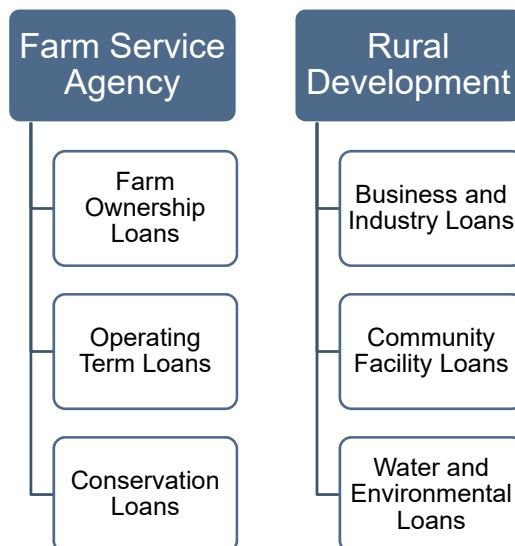 Farm Service
Agency
Farm
Ownership
Loans
Operating
Term Loans
Conservation
Loans
Rural
Development
Business and
Industry Loans
Community
Facility Loans
Water and
Environmental
Loans